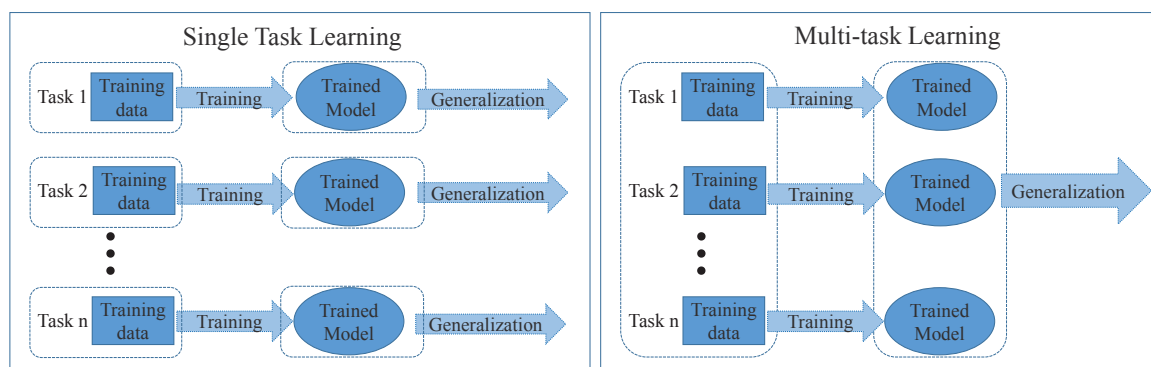 Single Task Learning
Task 1
Training
data
Training
Trained
Model
Generalization
Task 2
Training
data
Training
Trained
Model
Generalization
Task n
Training
data
Training
Trained
Model
Generalization
Multi-task Learning
Task 1
Training
data
Training
Trained
Model
Task 2
Training
data
Training
Trained
Model
Generalization
Task n
Training
data
Training
Trained
Model